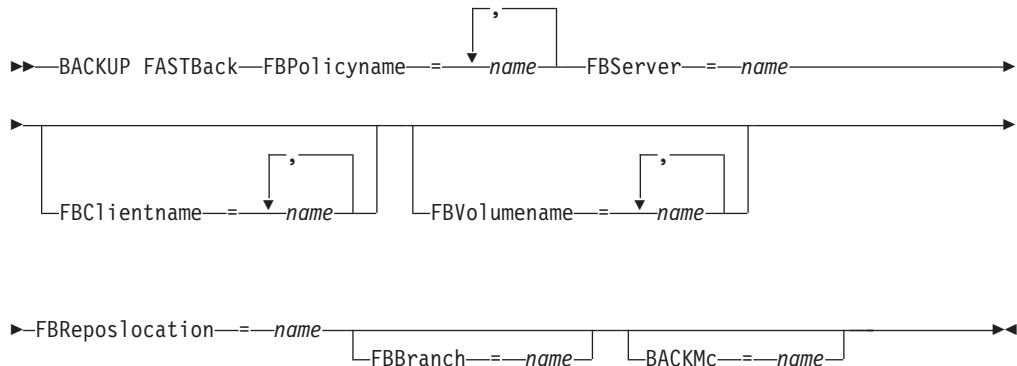 ,
BACKUP FASTBack FBPolicyname = name FBServer = name
, ,
FBClientname = name FBVolumename = name
FBReposlocation = name
FBBranch = name BACKMc = name